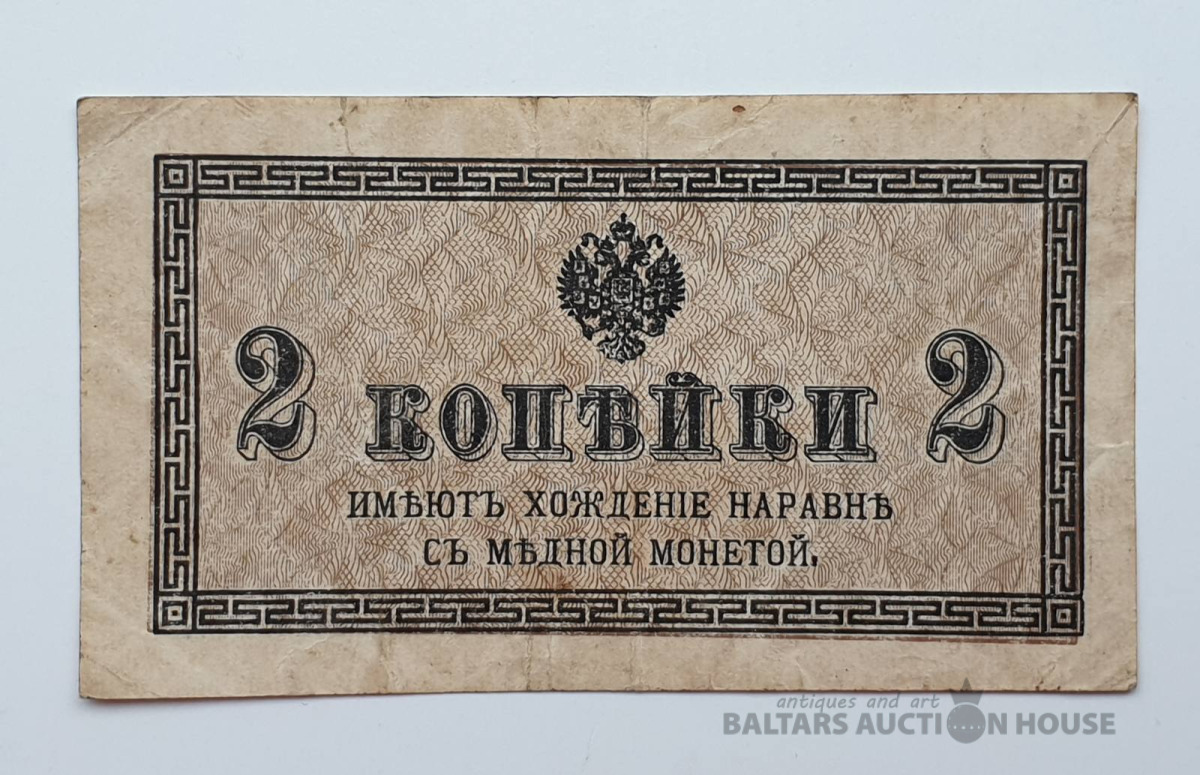 2 КОПѢЙКИ 2
ИМѢЮТЪ ХОЖДЕНІЕ НАРАВНѢ
СЪ МѢДНОЙ МОНЕТОЙ.
antiques and art
BALTARS AUCTION HOUSE